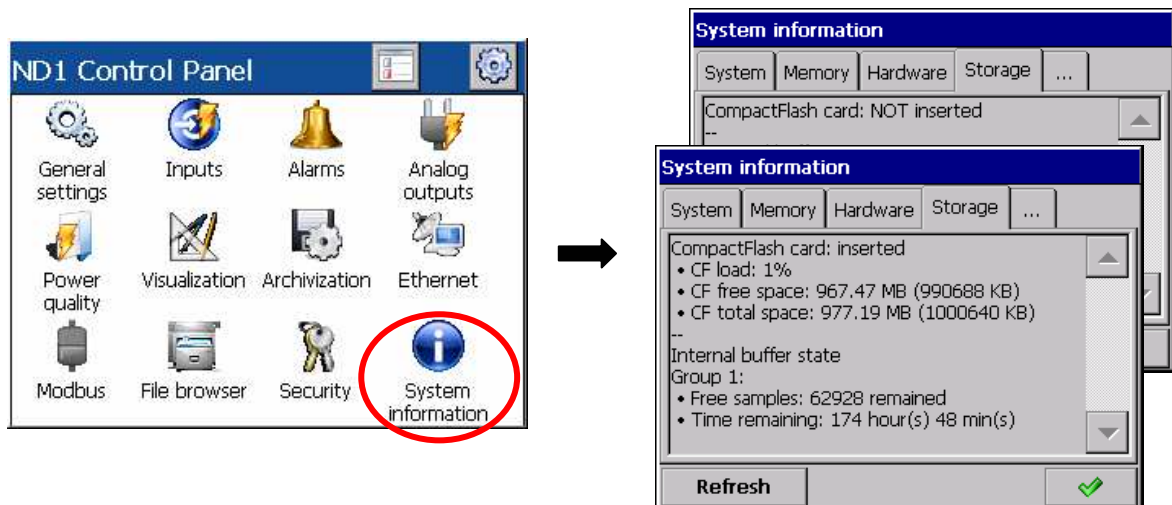 ND1 Control Panel
General
settings
Inputs
Alarms
Analog
outputs
Power
quality
Visualization
Archivization
Ethernet
Modbus
File browser
Security
System
information
System information
System Memory Hardware Storage ...
CompactFlash card: NOT inserted
--
System information
System Memory Hardware Storage ...
CompactFlash card: inserted
• CF load: 1%
• CF free space: 967.47 MB (990688 KB)
• CF total space: 977.19 MB (1000640 KB)
--
Internal buffer state
Group 1:
• Free samples: 62928 remained
• Time remaining: 174 hour(s) 48 min(s)
Refresh